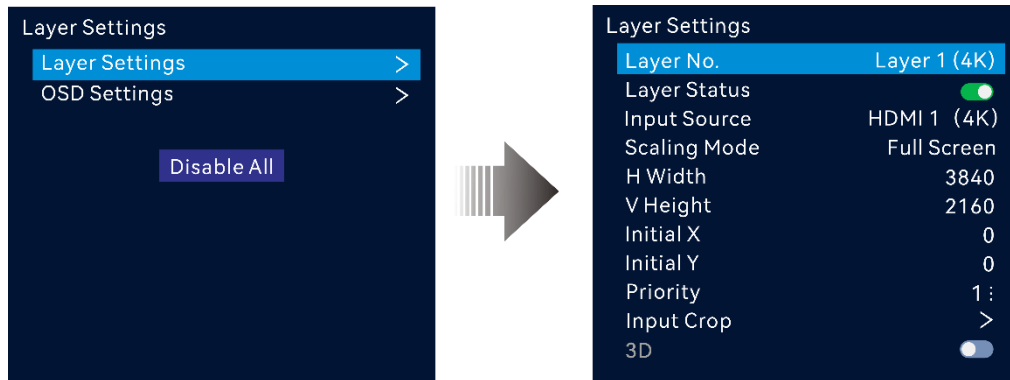 Layer Settings
Layer Settings >
OSD Settings >
Disable All
Layer Settings
Layer No. Layer 1 (4K)
Layer Status
Input Source HDMI 1 (4K)
Scaling Mode Full Screen
H Width 3840
V Height 2160
Initial X 0
Initial Y 0
Priority 1 ⋮
Input Crop >
3D